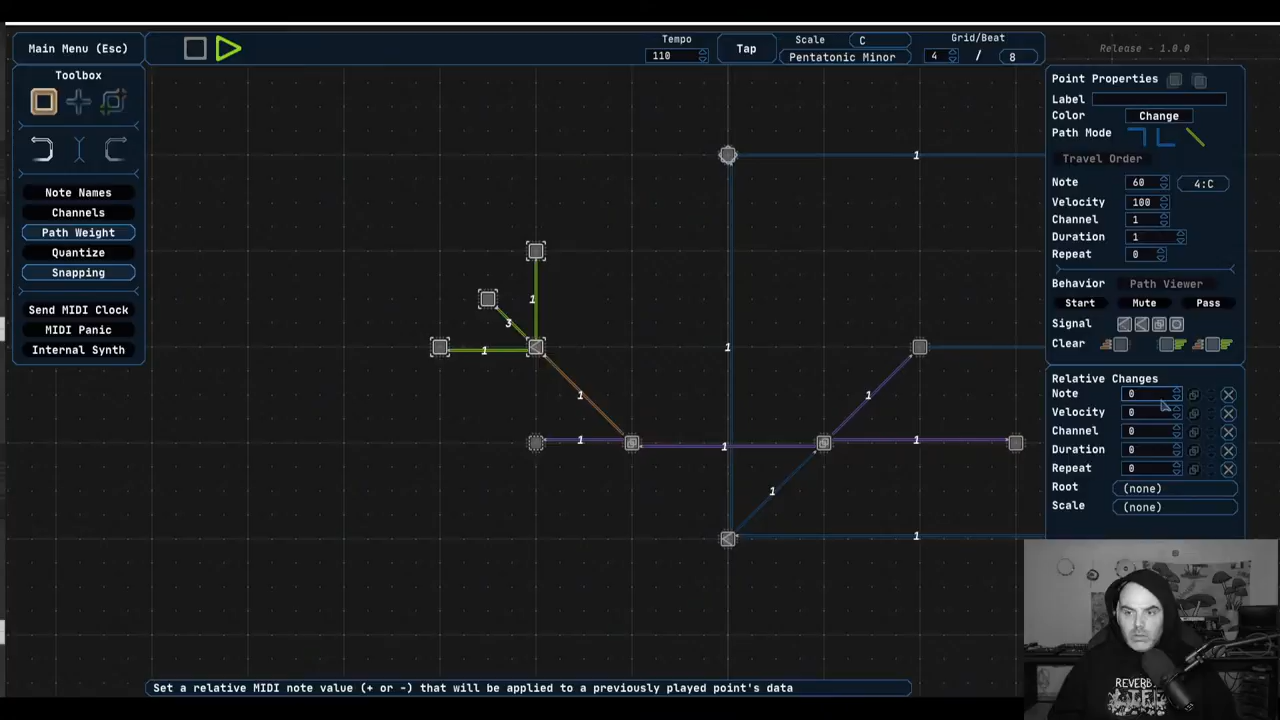 Main Menu (Esc)
Toolbox
Note Names
Channels
Path Weight
Quantize
Snapping
Send MIDI Clock
MIDI Panic
Internal Synth
Tempo
110
Tap
Scale
C
Pentatonic Minor
Grid/Beat
4 / 8
Release - 1.0.0
1
1
1
3
1
1
1
1
1
1
1
1
1
Point Properties
Label
Color Change
Path Mode
Travel Order
Note 60 4:C
Velocity 100
Channel 1
Duration 1
Repeat 0
Behavior Path Viewer
Start Mute Pass
Signal
Clear
Relative Changes
Note 0
Velocity 0
Channel 0
Duration 0
Repeat 0
Root (none)
Scale (none)
REVERB
Set a relative MIDI note value (+ or -) that will be applied to a previously played point's data